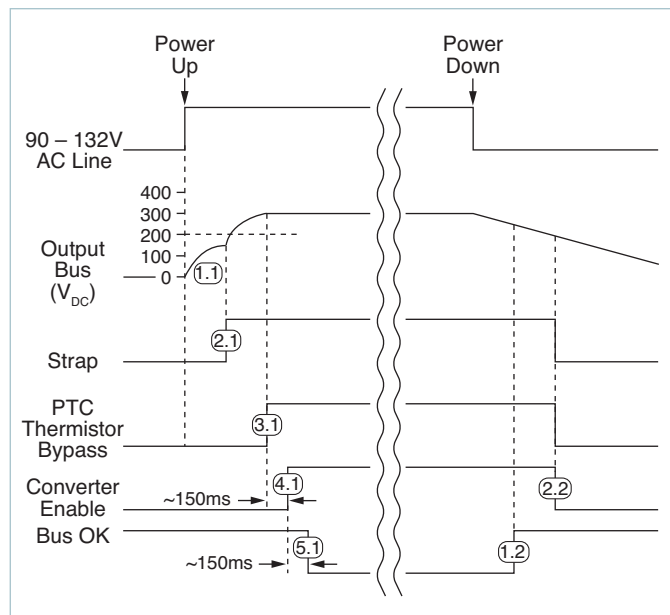 Power
Up
Power
Down
90 – 132V
AC Line
400
300
200
100
0
Output
Bus
(VDC)
1.1
2.1
Strap
PTC
Thermistor
Bypass
3.1
Converter
Enable
4.1
2.2
~150ms
Bus OK
5.1
1.2
~150ms